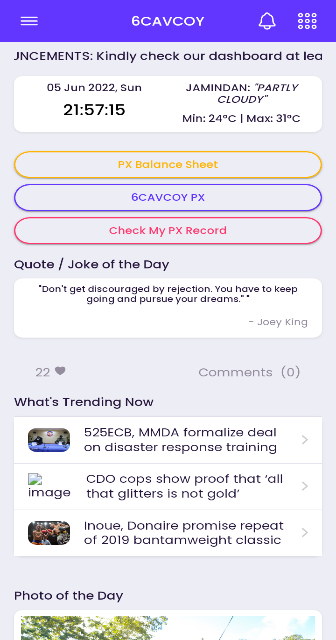 6CAVCOY
JNCEMENTS: Kindly check our dashboard at lea
05 Jun 2022, Sun
21:57:15
JAMINDAN: "PARTLY
CLOUDY"
Min: 24°C | Max: 31°C
PX Balance Sheet
6CAVCOY PX
Check My PX Record
Quote / Joke of the Day
"Don't get discouraged by rejection. You have to keep
going and pursue your dreams." "
- Joey King
22
Comments (0)
What's Trending Now
525ECB, MMDA formalize deal
on disaster response training
image
CDO cops show proof that ‘all
that glitters is not gold’
Inoue, Donaire promise repeat
of 2019 bantamweight classic
Photo of the Day